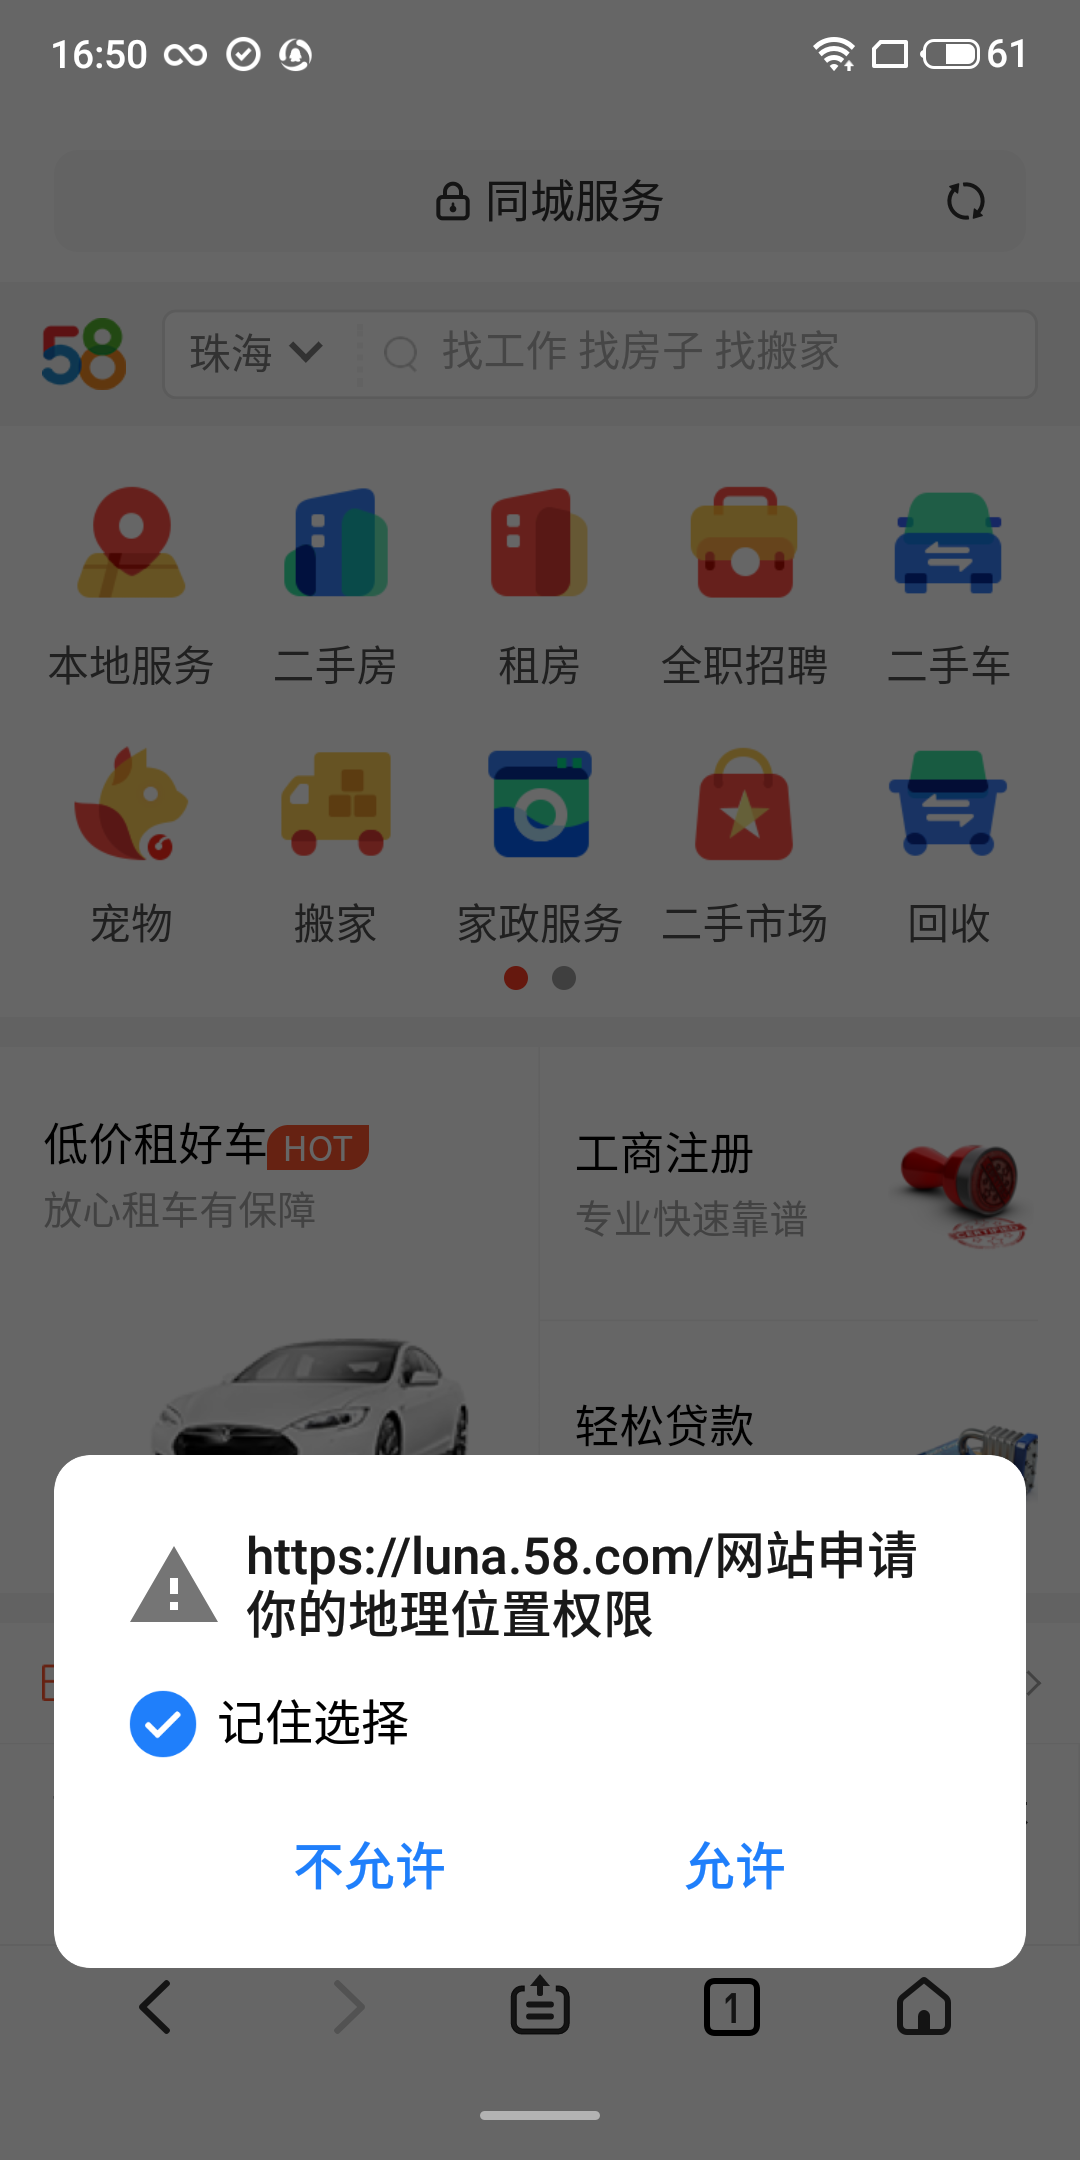 16:50
61
同城服务
58
珠海
找工作 找房子 找搬家
本地服务
二手房
租房
全职招聘
二手车
宠物
搬家
家政服务
二手市场
回收
低价租好车 HOT
放心租车有保障
工商注册
专业快速靠谱
CERTIFIED
轻松贷款
https://luna.58.com/网站申请
你的地理位置权限
记住选择
不允许
允许
1